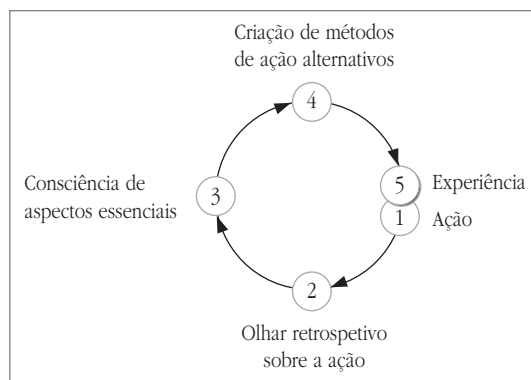 Criação de métodos
de ação alternativos
4
5 Experiência
1 Ação
Consciência de
aspectos essenciais
3
2
Olhar retrospetivo
sobre a ação